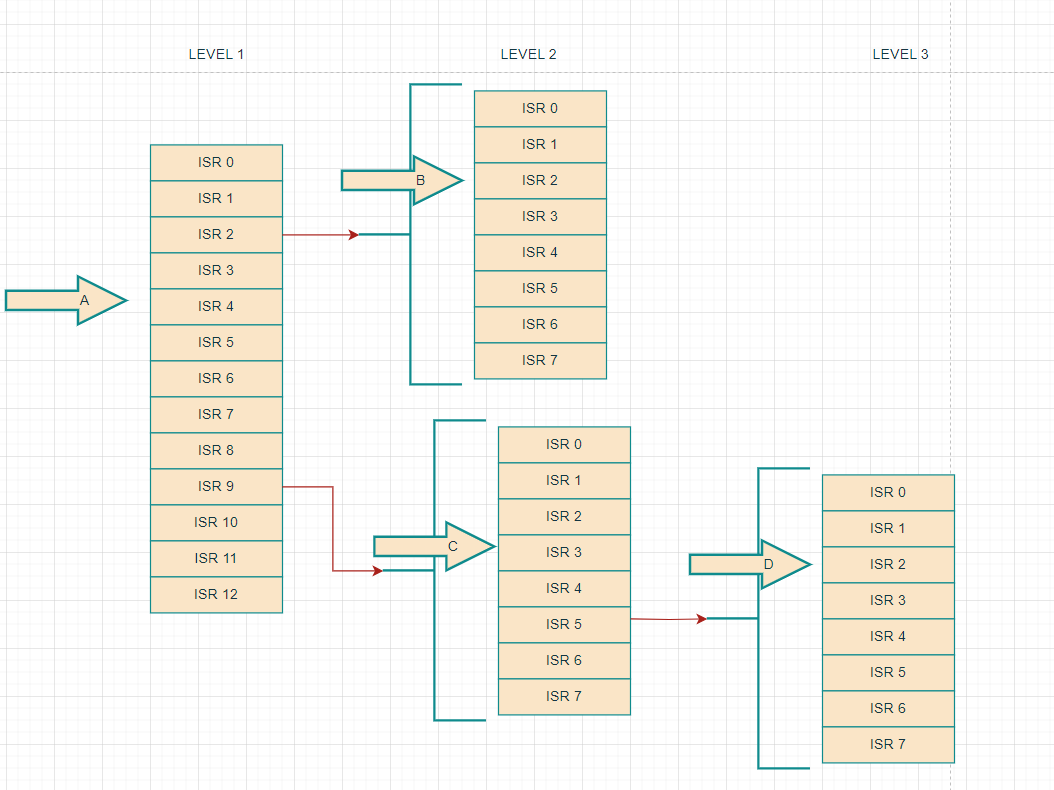 LEVEL 1
LEVEL 2
LEVEL 3
A
ISR 0
ISR 1
ISR 2
ISR 3
ISR 4
ISR 5
ISR 6
ISR 7
ISR 8
ISR 9
ISR 10
ISR 11
ISR 12
B
ISR 0
ISR 1
ISR 2
ISR 3
ISR 4
ISR 5
ISR 6
ISR 7
C
ISR 0
ISR 1
ISR 2
ISR 3
ISR 4
ISR 5
ISR 6
ISR 7
D
ISR 0
ISR 1
ISR 2
ISR 3
ISR 4
ISR 5
ISR 6
ISR 7